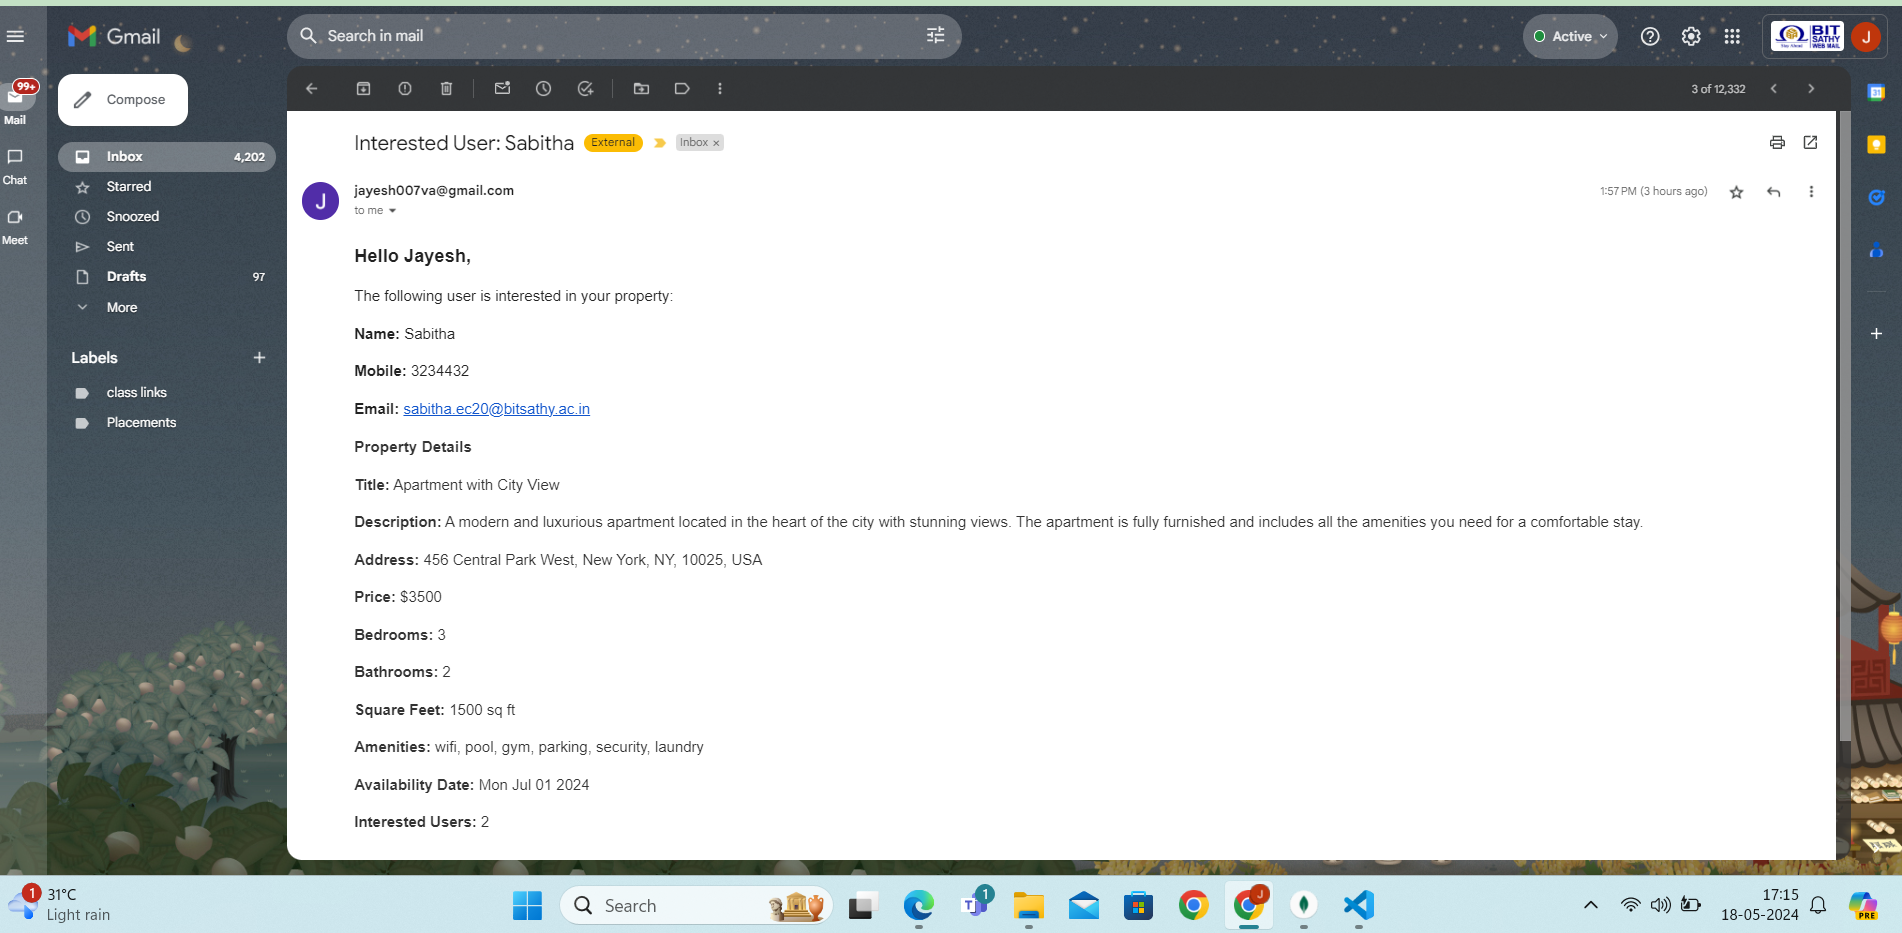 Gmail
Search in mail
Active
BIT
SATHY
WEB MAIL
J
99+
Mail
Chat
Meet
Compose
Inbox 4,202
Starred
Snoozed
Sent
Drafts 97
More
Labels
class links
Placements
3 of 12,332
31
Interested User: Sabitha External Inbox ×
J
jayesh007va@gmail.com
1:57 PM (3 hours ago)
to me
Hello Jayesh,
The following user is interested in your property:
Name: Sabitha
Mobile: 3234432
Email: sabitha.ec20@bitsathy.ac.in
Property Details
Title: Apartment with City View
Description: A modern and luxurious apartment located in the heart of the city with stunning views. The apartment is fully furnished and includes all the amenities you need for a comfortable stay.
Address: 456 Central Park West, New York, NY, 10025, USA
Price: $3500
Bedrooms: 3
Bathrooms: 2
Square Feet: 1500 sq ft
Amenities: wifi, pool, gym, parking, security, laundry
Availability Date: Mon Jul 01 2024
Interested Users: 2
1
31°C
Light rain
Search
1
J
17:15
18-05-2024
PRE